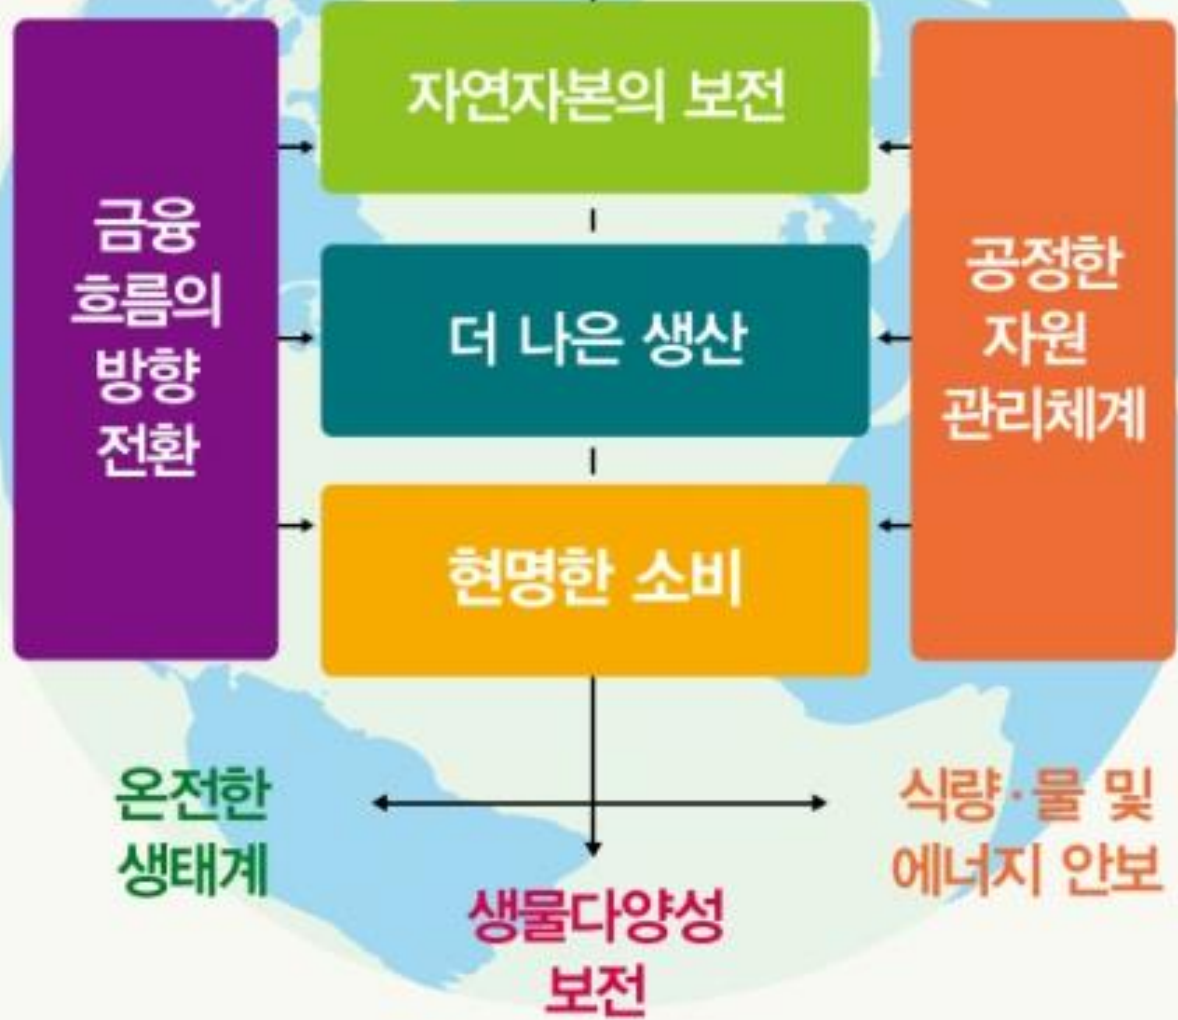 자연자본의 보전
금융
흐름의
방향
전환
더 나은 생산
공정한
자원
관리체계
현명한 소비
온전한
생태계
식량·물 및
에너지 안보
생물다양성
보전